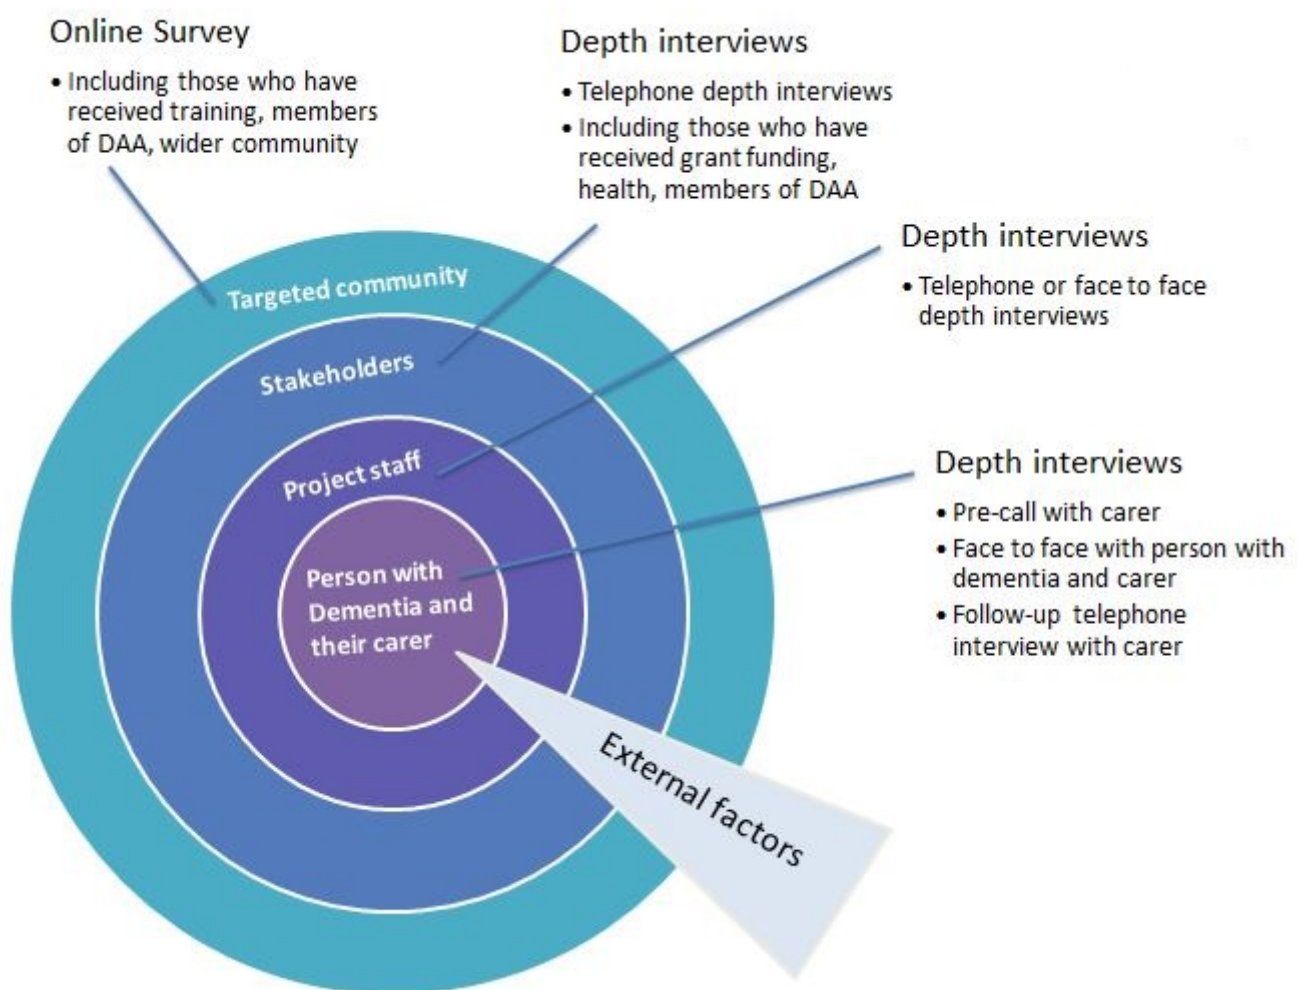 Online Survey
• Including those who have
received training, members
of DAA, wider community
Depth interviews
• Telephone depth interviews
• Including those who have
received grant funding,
health, members of DAA
Depth interviews
• Telephone or face to face
depth interviews
Depth interviews
• Pre-call with carer
• Face to face with person with
dementia and carer
• Follow-up telephone
interview with carer
Targeted community
Stakeholders
Project staff
Person with
Dementia and
their carer
External factors